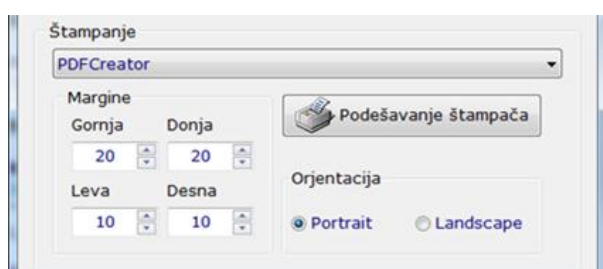 Štampanje
PDFCreator
Margine
Gornja Donja
20 20
Leva Desna
10 10
Podešavanje štampača
Orjentacija
Portrait Landscape